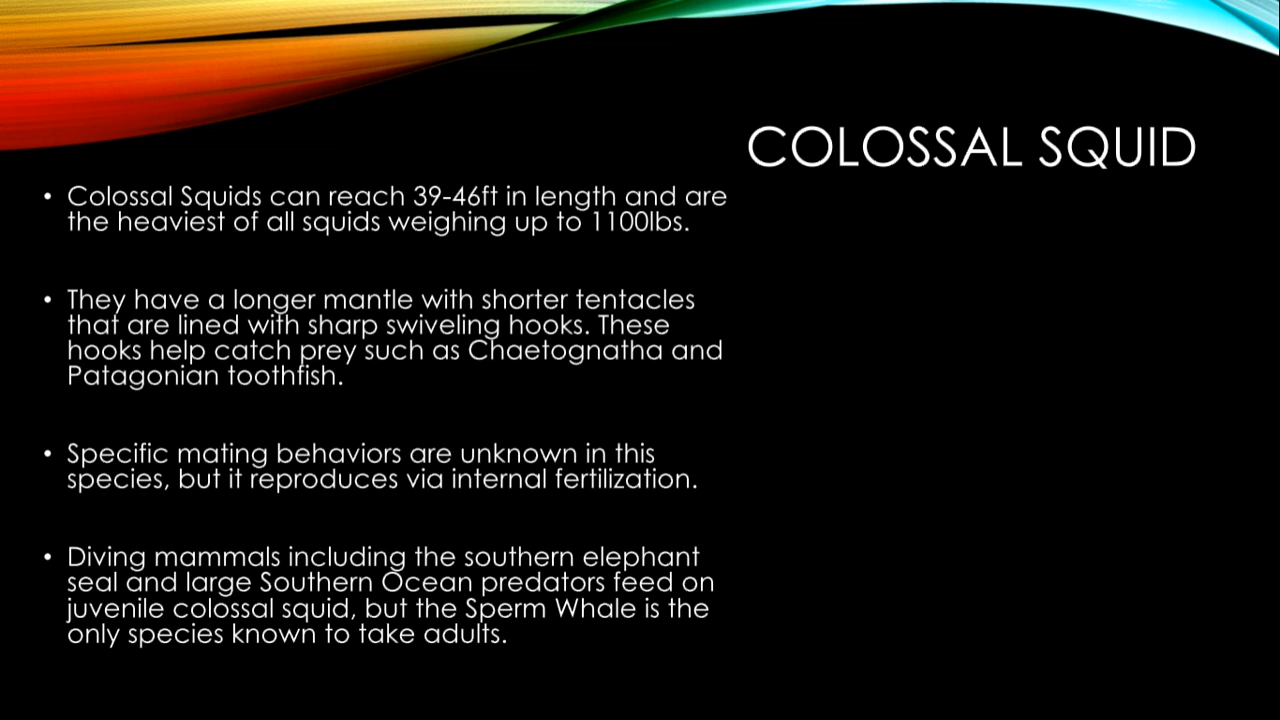 COLOSSAL SQUID
• Colossal Squids can reach 39-46ft in length and are
the heaviest of all squids weighing up to 1100lbs.
• They have a longer mantle with shorter tentacles
that are lined with sharp swiveling hooks. These
hooks help catch prey such as Chaetognatha and
Patagonian toothfish.
• Specific mating behaviors are unknown in this
species, but it reproduces via internal fertilization.
• Diving mammals including the southern elephant
seal and large Southern Ocean predators feed on
juvenile colossal squid, but the Sperm Whale is the
only species known to take adults.